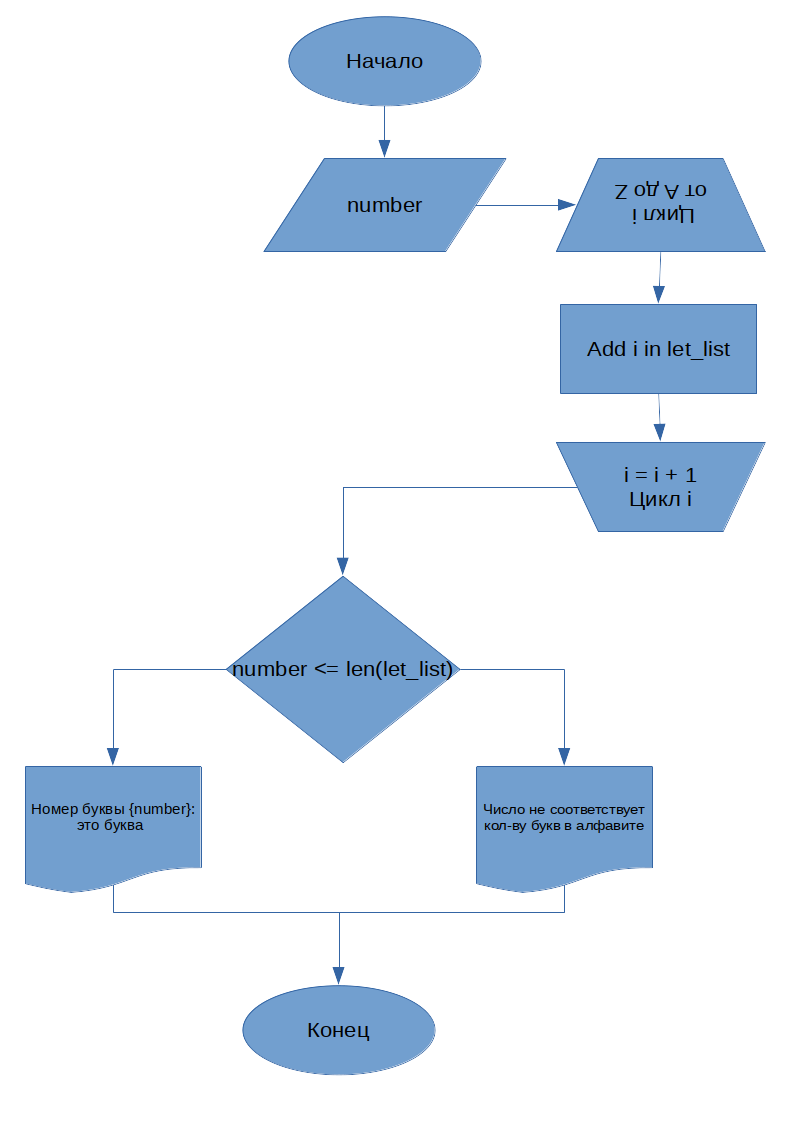 Начало
number
Цикл i
от A до Z
Add i in let_list
i = i + 1
Цикл i
number <= len(let_list)
Номер буквы {number}:
это буква
Число не соответствует
кол-ву букв в алфавите
Конец